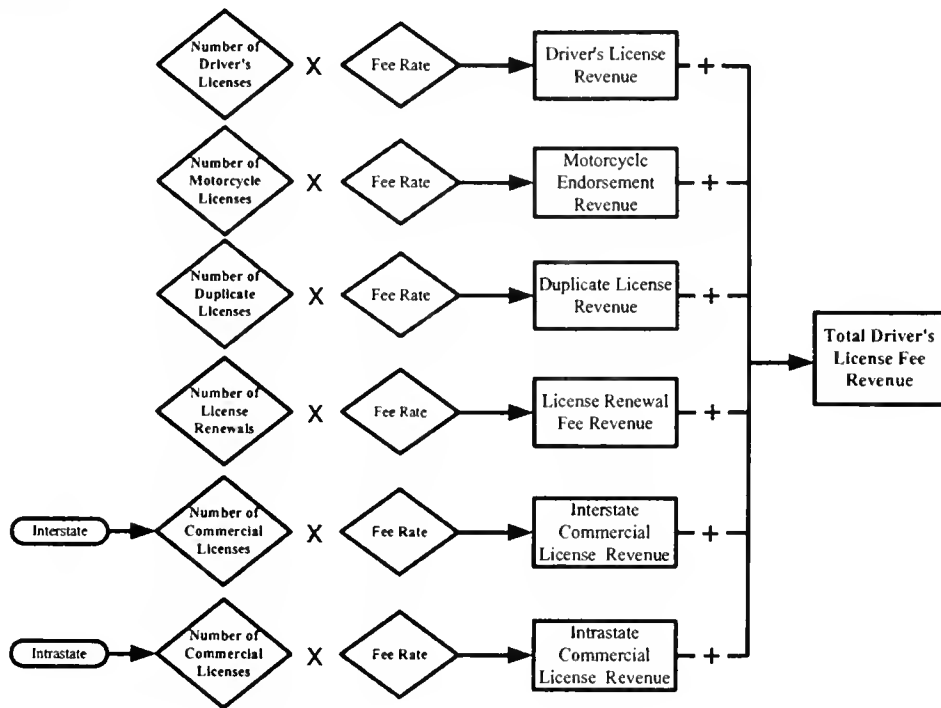 Number of
Driver's
Licenses
X
Fee Rate
Driver's License
Revenue
+
Number of
Motorcycle
Licenses
X
Fee Rate
Motorcycle
Endorsement
Revenue
+
Number of
Duplicate
Licenses
X
Fee Rate
Duplicate License
Revenue
+
Total Driver's
License Fee
Revenue
Number of
License
Renewals
X
Fee Rate
License Renewal
Fee Revenue
Interstate
Number of
Commercial
Licenses
X
Fee Rate
Interstate
Commercial
License Revenue
+
Intrastate
Number of
Commercial
Licenses
X
Fee Rate
Intrastate
Commercial
License Revenue
+